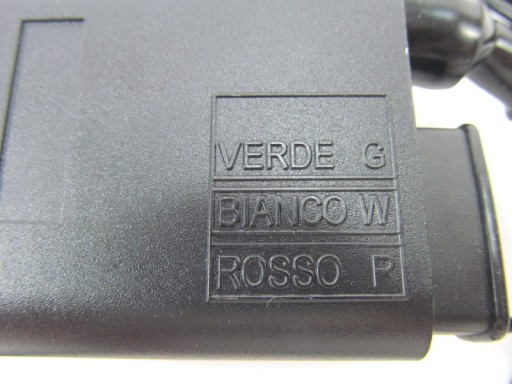 VERDE G
BIANCO W
ROSSO R